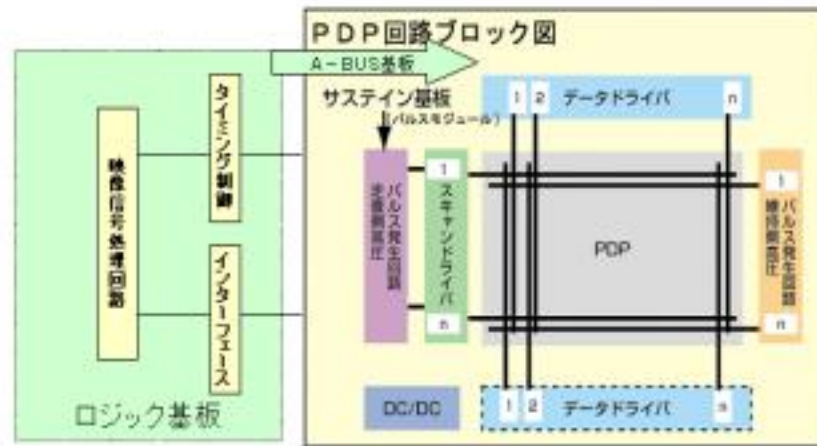 PDP回路ブロック図
A-BUS基板
サステイン基板
(パルスモジュール)
1 2 データドライバ n
タイミング制御
映像信号処理回路
インターフェース
ロジック基板
走査側高圧
パルス発生回路
1
スキャンドライバ
n
PDP
1
維持側高圧
パルス発生回路
n
DC/DC
1 2 データドライバ n